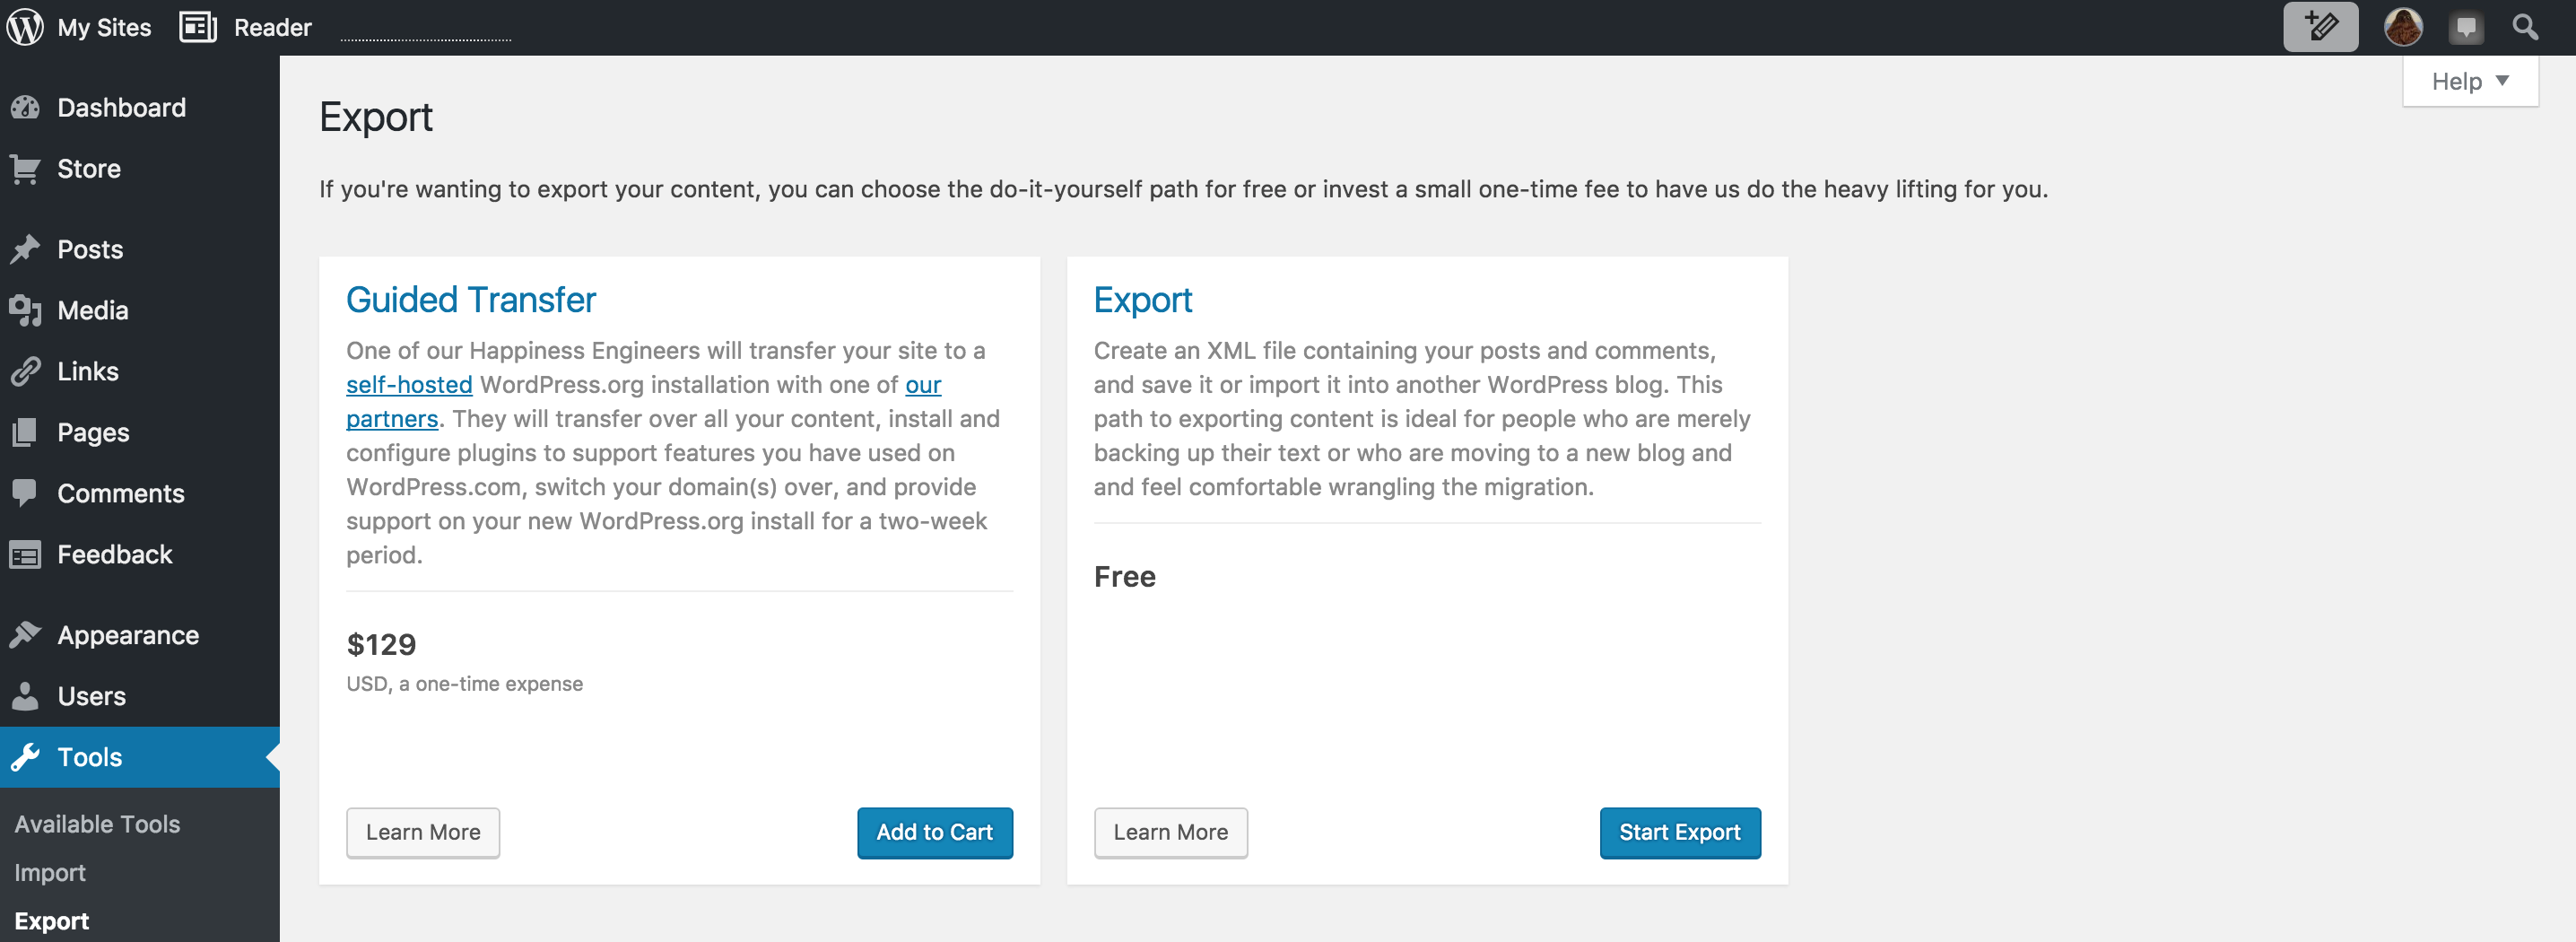 My Sites
Reader
Help
Dashboard
Store
Posts
Media
Links
Pages
Comments
Feedback
Appearance
Users
Tools
Available Tools
Import
Export
Export
If you're wanting to export your content, you can choose the do-it-yourself path for free or invest a small one-time fee to have us do the heavy lifting for you.
Guided Transfer
One of our Happiness Engineers will transfer your site to a
self-hosted WordPress.org installation with one of our
partners. They will transfer over all your content, install and
configure plugins to support features you have used on
WordPress.com, switch your domain(s) over, and provide
support on your new WordPress.org install for a two-week
period.
$129
USD, a one-time expense
Learn More
Add to Cart
Export
Create an XML file containing your posts and comments,
and save it or import it into another WordPress blog. This
path to exporting content is ideal for people who are merely
backing up their text or who are moving to a new blog and
and feel comfortable wrangling the migration.
Free
Learn More
Start Export